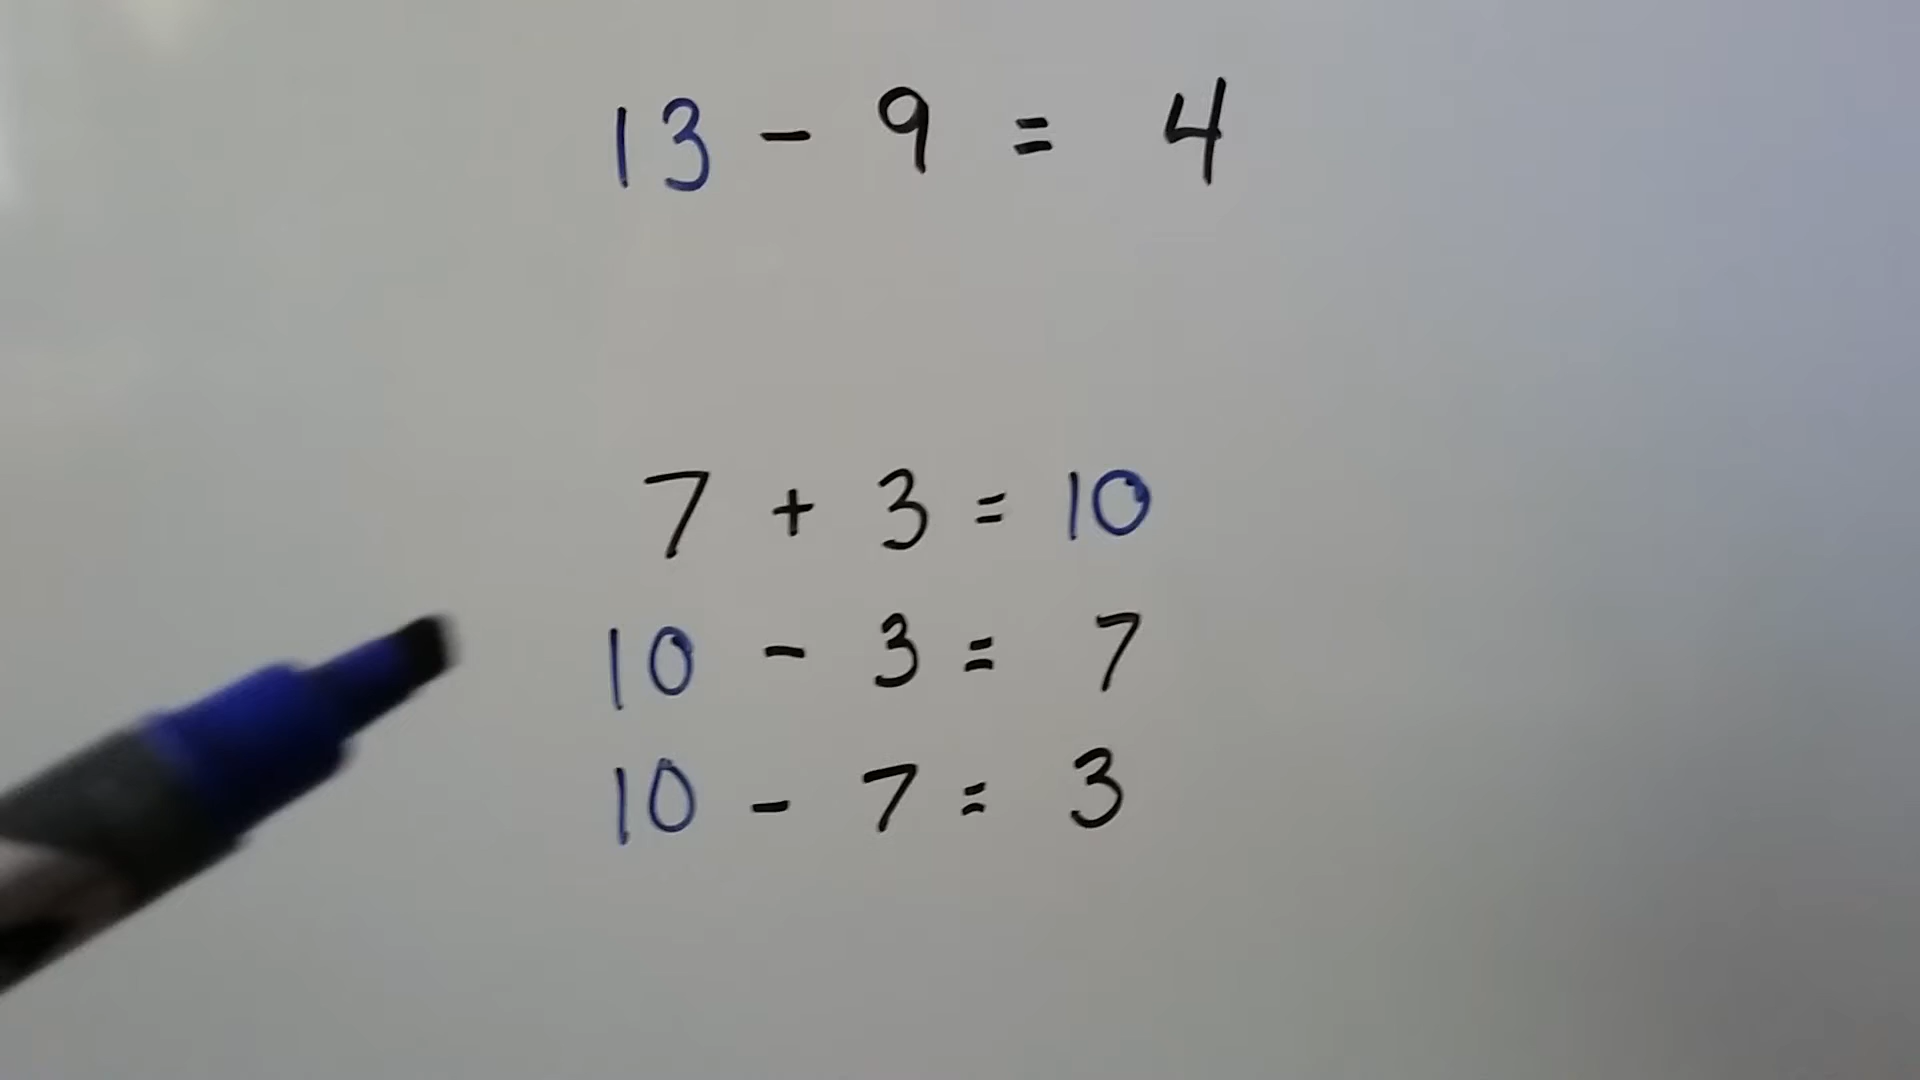 13 - 9 = 4
7 + 3 = 10
10 - 3 = 7
10 - 7 = 3